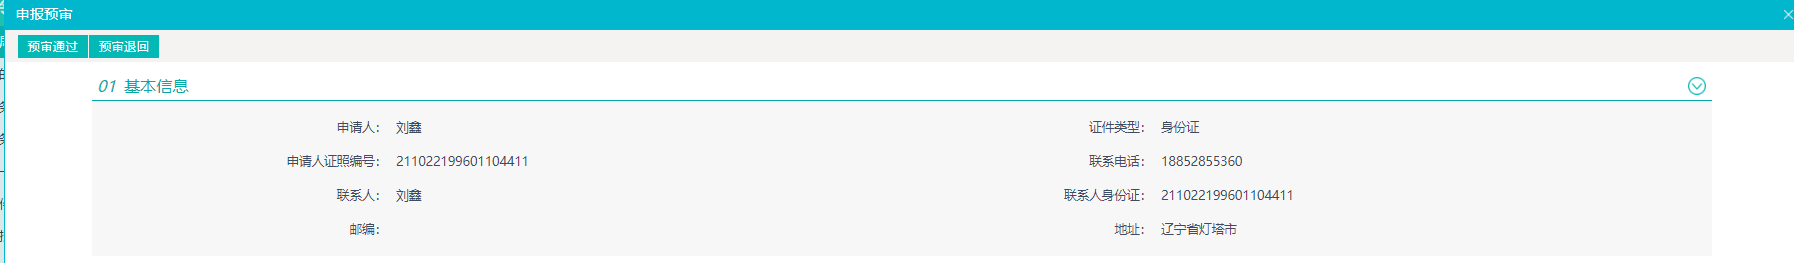 申报预审
预审通过 预审退回
01 基本信息
申请人： 刘鑫 证件类型： 身份证
申请人证照编号： 211022199601104411 联系电话： 18852855360
联系人： 刘鑫 联系人身份证： 211022199601104411
邮编： 地址： 辽宁省灯塔市